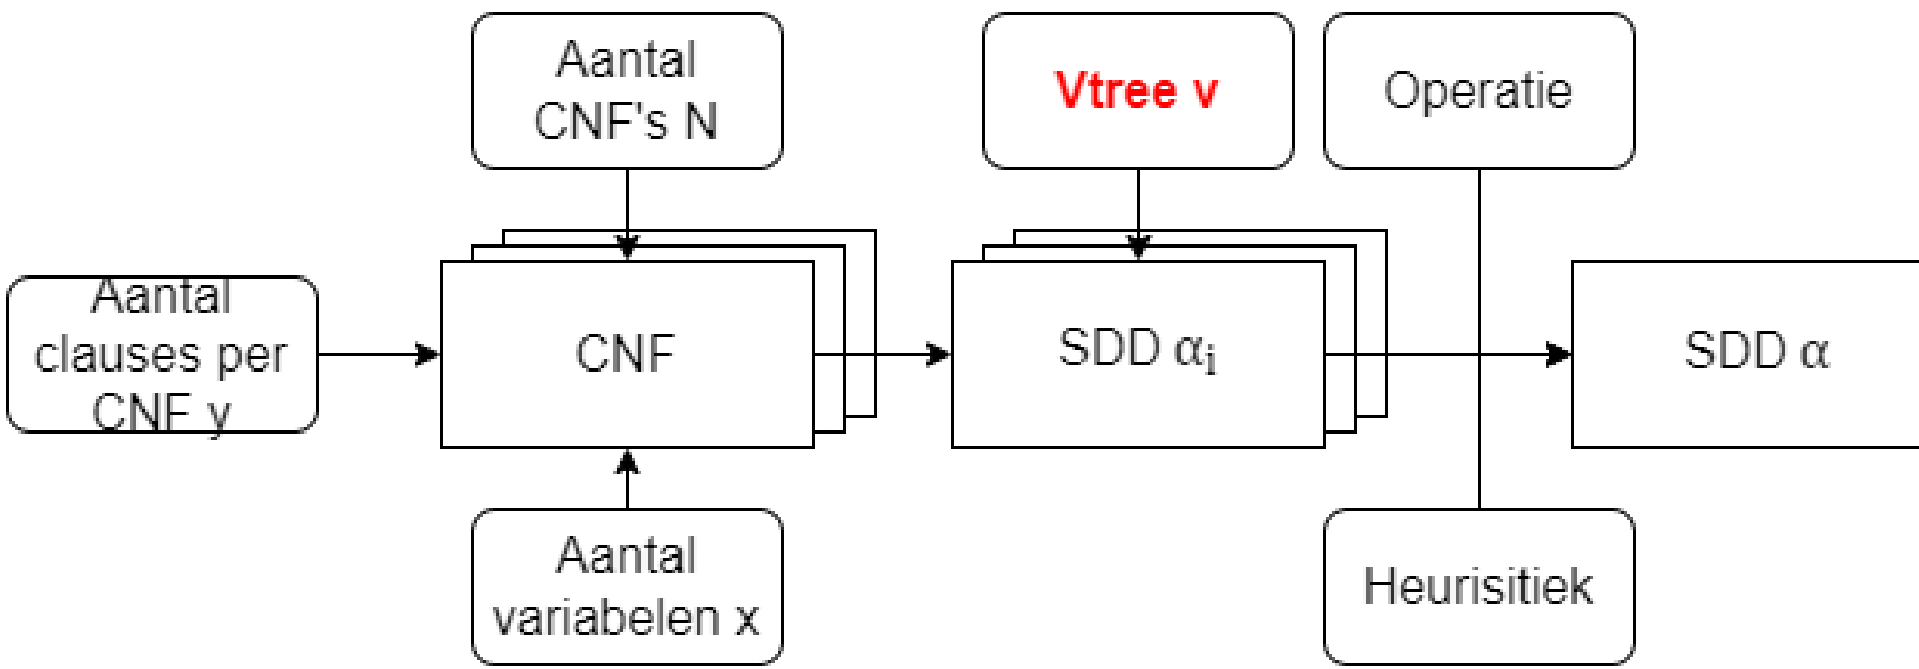 Aantal
CNF's N
Vtree v
Operatie
Aantal
clauses per
CNF y
CNF
SDD αᵢ
SDD α
Aantal
variabelen x
Heurisitiek